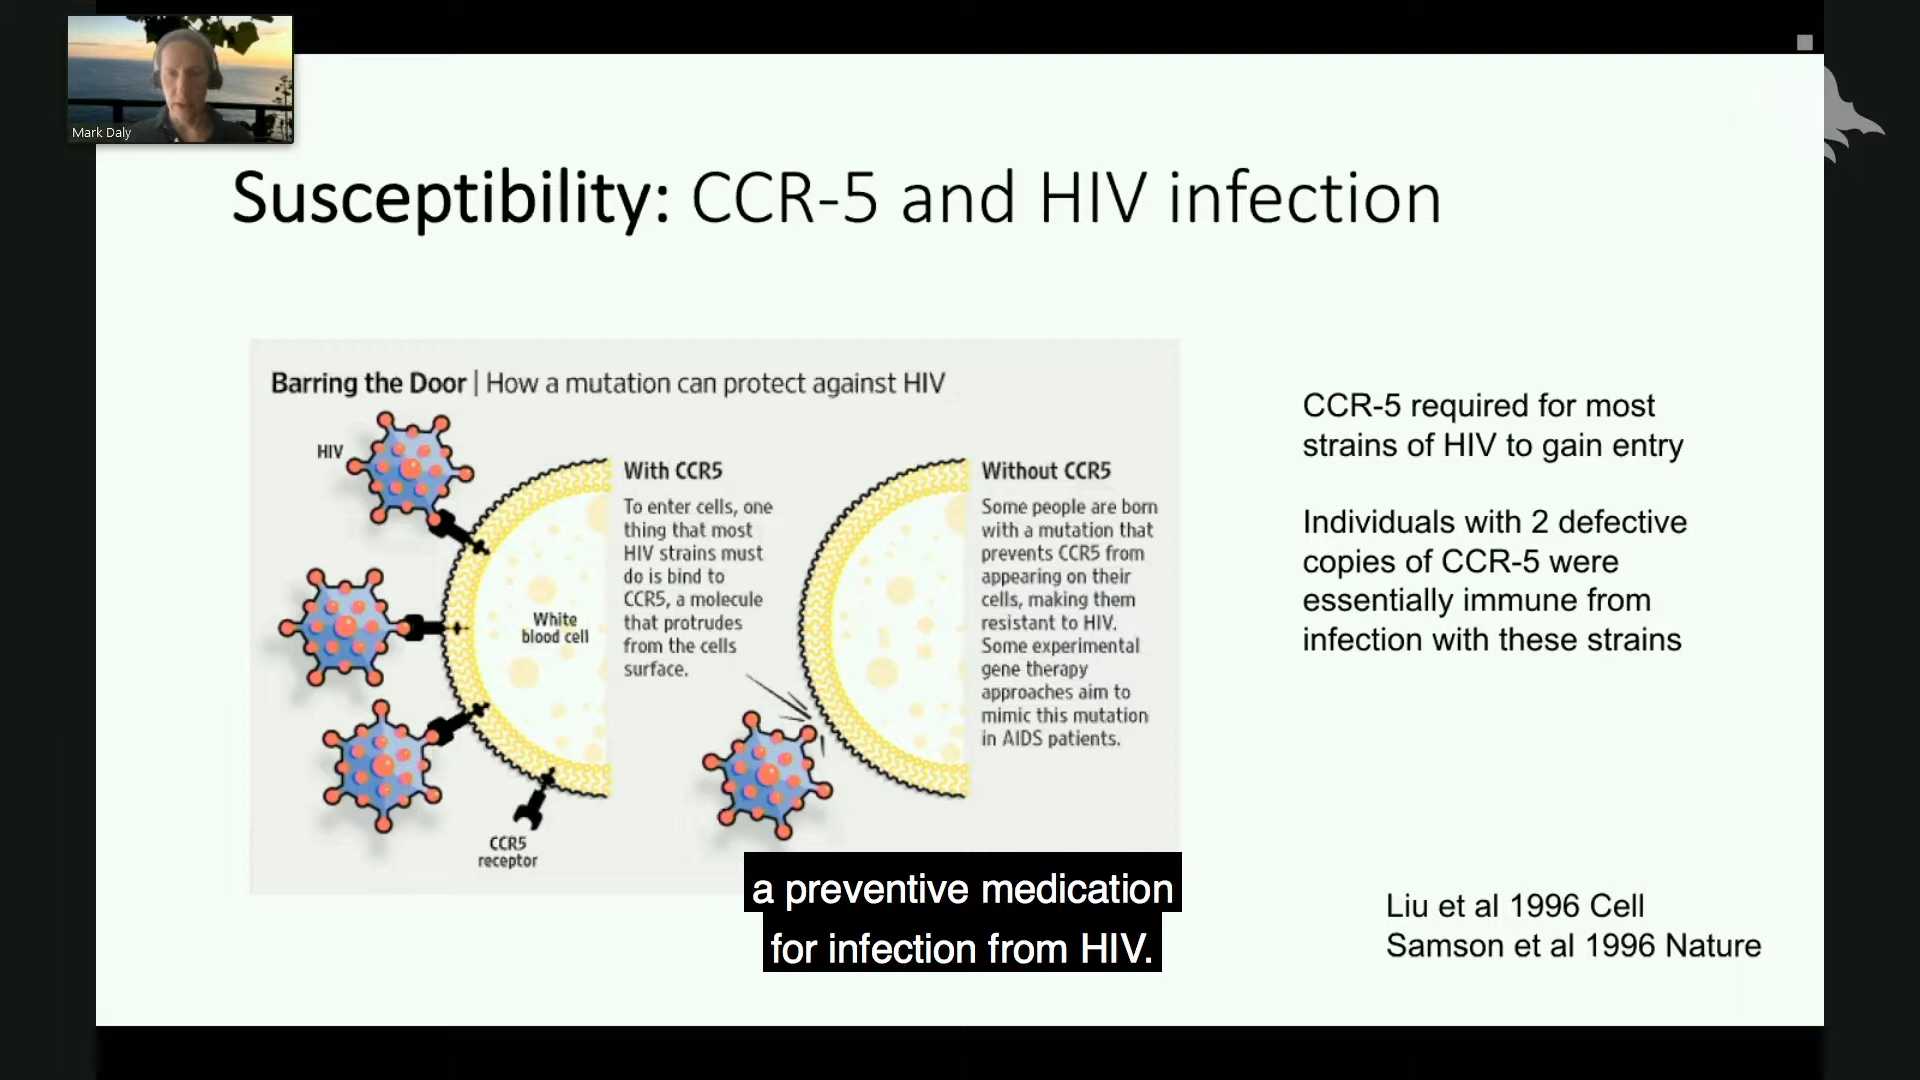 Mark Daly
Susceptibility: CCR-5 and HIV infection
Barring the Door | How a mutation can protect against HIV
HIV
With CCR5
To enter cells, one
thing that most
HIV strains must
do is bind to
CCR5, a molecule
that protrudes
from the cells
surface.
White
blood cell
CCR5
receptor
Without CCR5
Some people are born
with a mutation that
prevents CCR5 from
appearing on their
cells, making them
resistant to HIV.
Some experimental
gene therapy
approaches aim to
mimic this mutation
in AIDS patients.
CCR-5 required for most
strains of HIV to gain entry
Individuals with 2 defective
copies of CCR-5 were
essentially immune from
infection with these strains
a preventive medication
for infection from HIV.
Liu et al 1996 Cell
Samson et al 1996 Nature